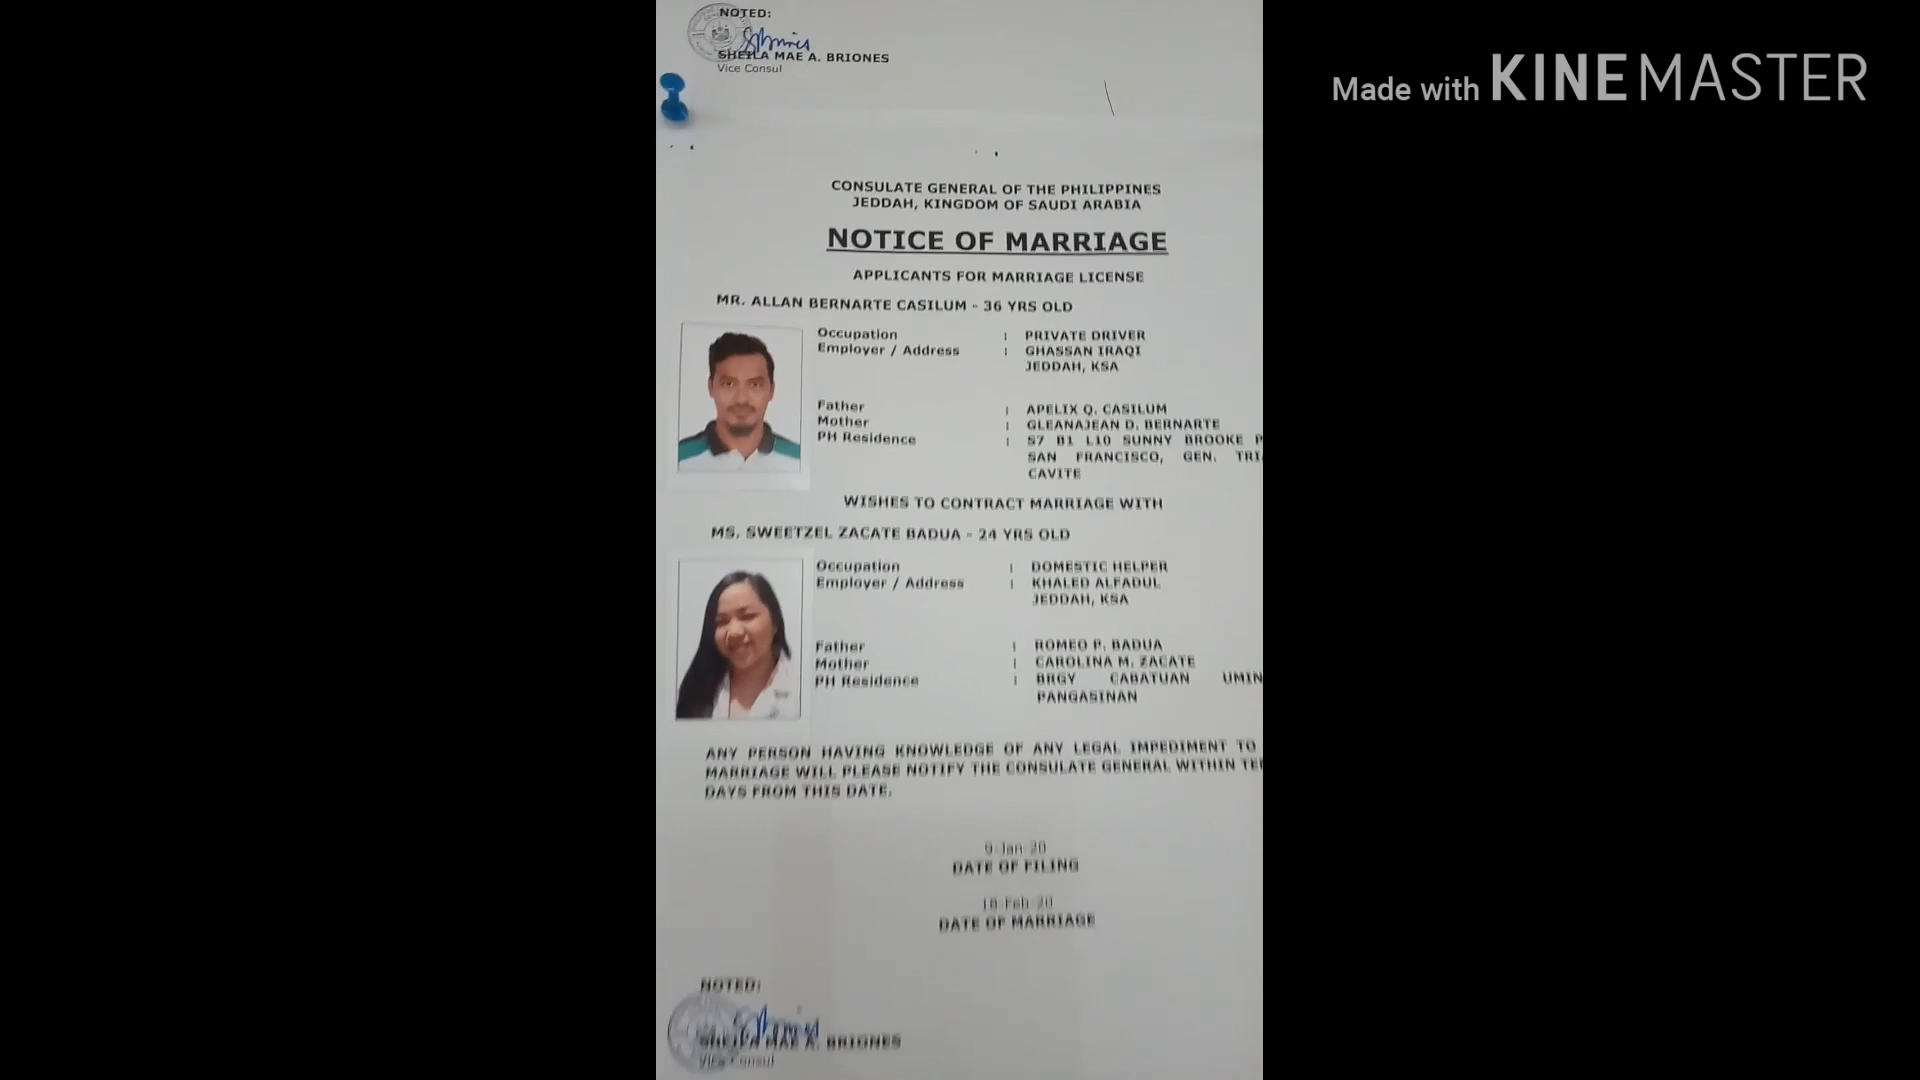 NOTED:
SHEILA MAE A. BRIONES
Vice Consul
Made with KINEMASTER
CONSULATE GENERAL OF THE PHILIPPINES
JEDDAH, KINGDOM OF SAUDI ARABIA
NOTICE OF MARRIAGE
APPLICANTS FOR MARRIAGE LICENSE
MR. ALLAN BERNARTE CASILUM - 36 YRS OLD
Occupation : PRIVATE DRIVER
Employer / Address : GHASSAN IRAQI
JEDDAH, KSA
Father : APELIX Q. CASILUM
Mother : GLEANAJEAN D. BERNARTE
PH Residence : S7 B1 L10 SUNNY BROOKE
SAN FRANCISCO, GEN.
CAVITE
WISHES TO CONTRACT MARRIAGE WITH
MS. SWEETZEL ZACATE BADUA - 24 YRS OLD
Occupation : DOMESTIC HELPER
Employer / Address : KHALED ALFADUL
JEDDAH, KSA
Father : ROMEO P. BADUA
Mother : CAROLINA M. ZACATE
PH Residence : BRGY CABATUAN UMIN
PANGASINAN
ANY PERSON HAVING KNOWLEDGE OF ANY LEGAL IMPEDIMENT TO
MARRIAGE WILL PLEASE NOTIFY THE CONSULATE GENERAL WITHIN TE
DAYS FROM THIS DATE.
9-Jan-20
DATE OF FILING
18-Feb-20
DATE OF MARRIAGE
NOTED:
SHEILA MAE A. BRIONES
Vice Consul